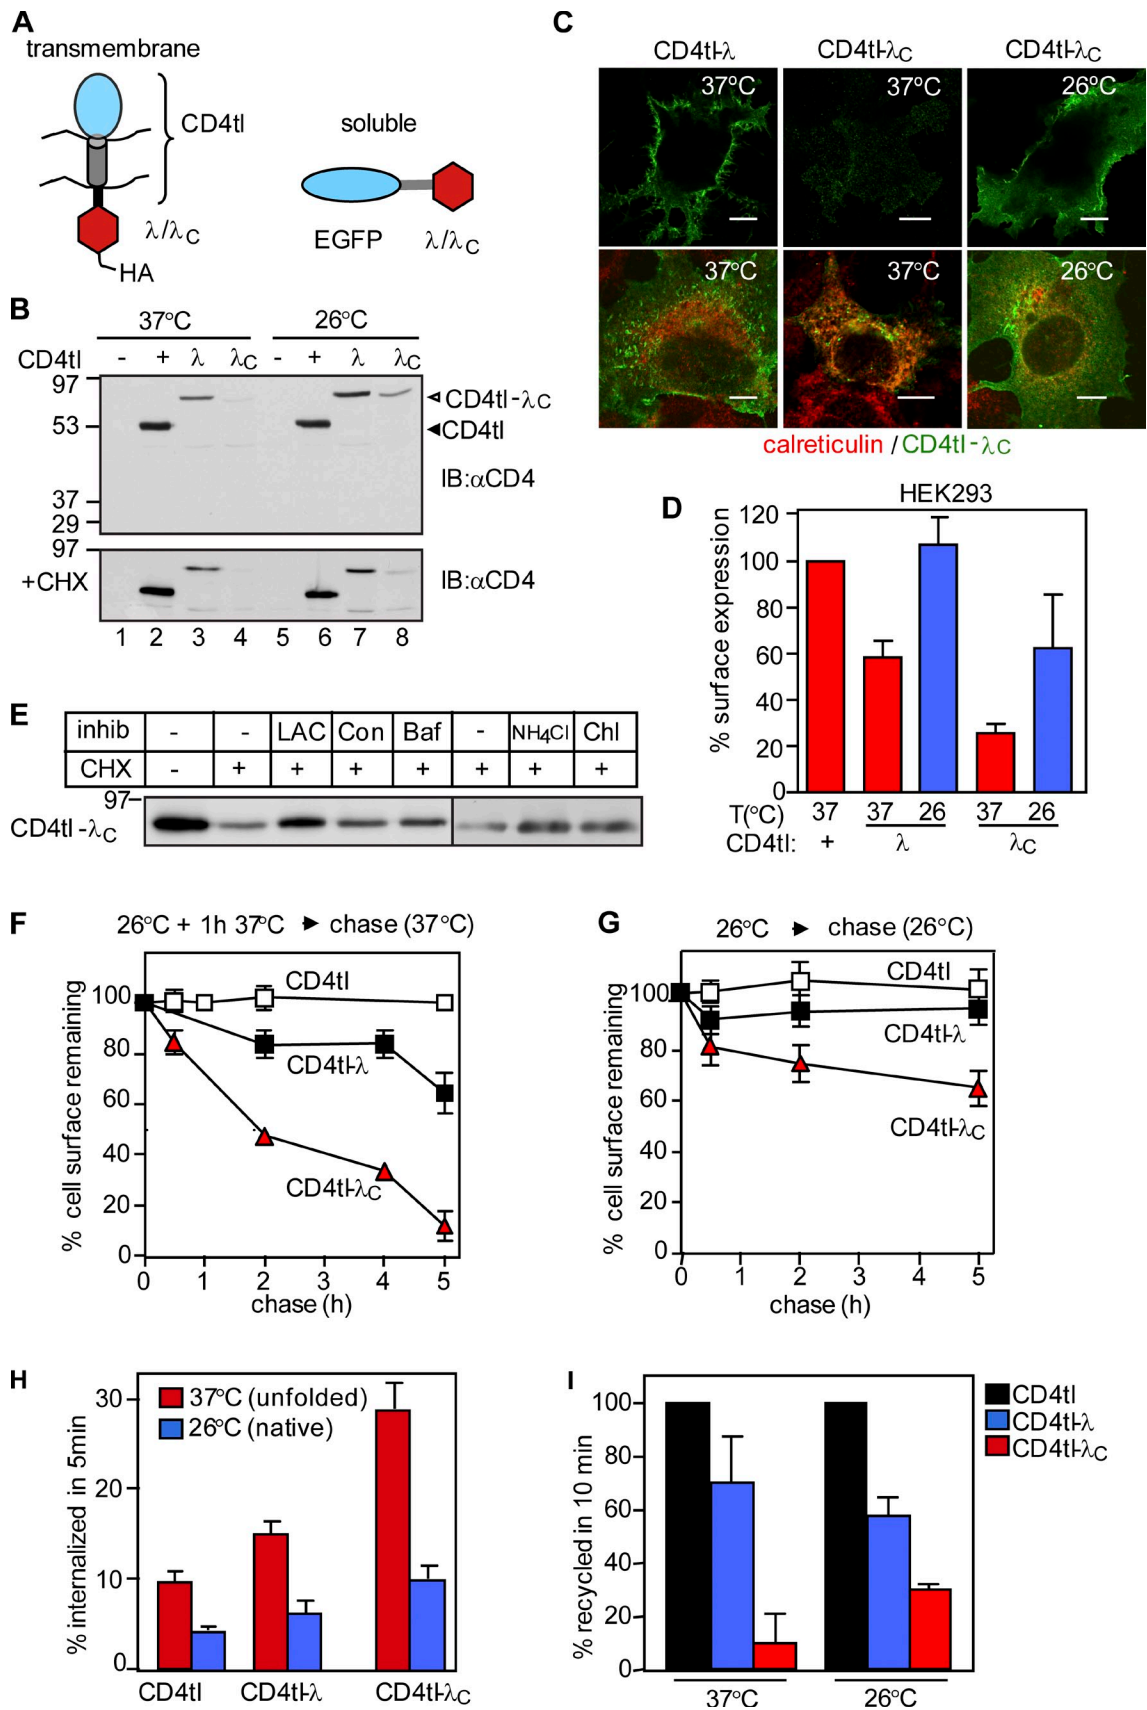 A
transmembrane
CD4tl
λ/λC
HA
soluble
EGFP
λ/λC
B
37°C
26°C
CD4tl - + λ λC - + λ λC
97
53
37
29
CD4tl-λC
CD4tl
IB:αCD4
97
+CHX
IB:αCD4
1 2 3 4 5 6 7 8
C
CD4tl-λ CD4tl-λC CD4tl-λC
37°C 37°C 26°C
37°C 37°C 26°C
calreticulin / CD4tl-λC
D
HEK293
% surface expression
120
100
80
60
40
20
0
T(°C) 37 37 26 37 26
CD4tl: + λ λC
E
inhib - - LAC Con Baf - NH4Cl Chl
CHX - + + + + + + +
97
CD4tl-λC
F
26°C + 1h 37°C ► chase (37°C)
% cell surface remaining
100
80
60
40
20
0
CD4tl
CD4tl-λ
CD4tl-λC
0 1 2 3 4 5
chase (h)
G
26°C ► chase (26°C)
% cell surface remaining
100
80
60
40
20
0
CD4tl
CD4tl-λ
CD4tl-λC
0 1 2 3 4 5
chase (h)
H
% internalized in 5min
30
20
10
0
37°C (unfolded)
26°C (native)
CD4tl CD4tl-λ CD4tl-λC
I
% recycled in 10 min
100
80
60
40
20
0
CD4tl
CD4tl-λ
CD4tl-λC
37°C 26°C